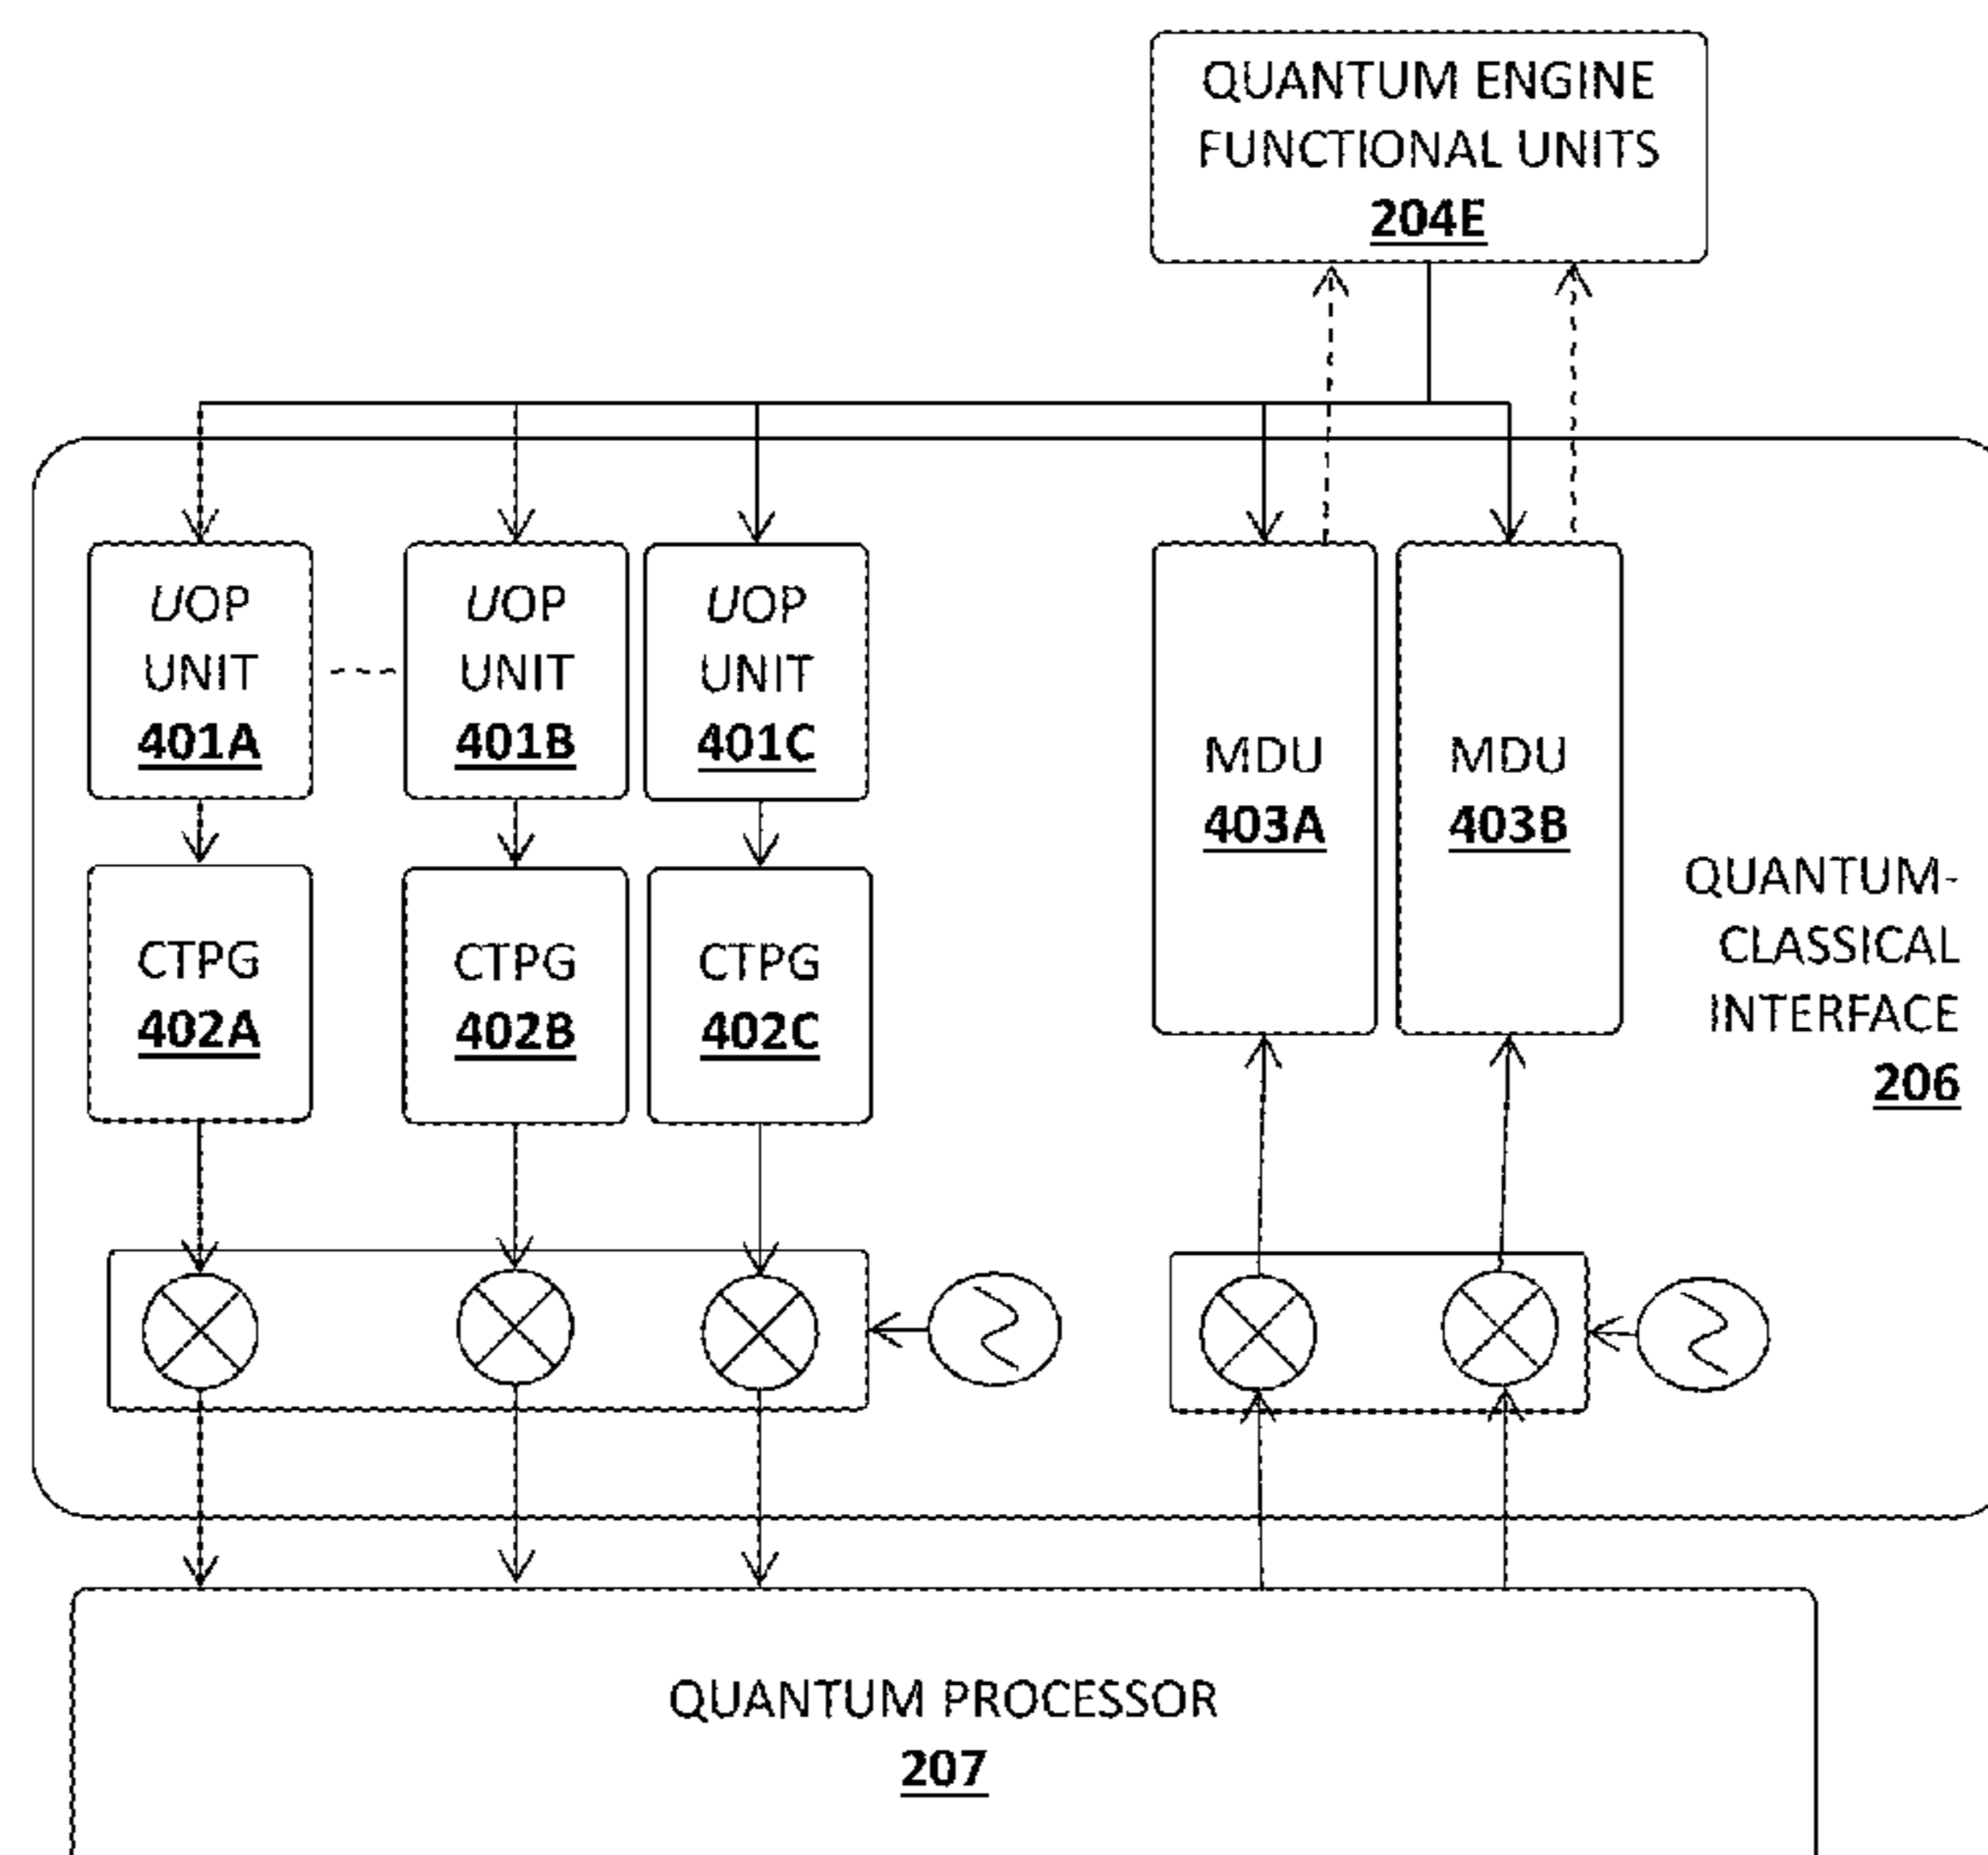 QUANTUM ENGINE
FUNCTIONAL UNITS
204E
UOP
UNIT
401A
UOP
UNIT
401B
UOP
UNIT
401C
MDU
403A
MDU
403B
CTPG
402A
CTPG
402B
CTPG
402C
QUANTUM-
CLASSICAL
INTERFACE
206
QUANTUM PROCESSOR
207